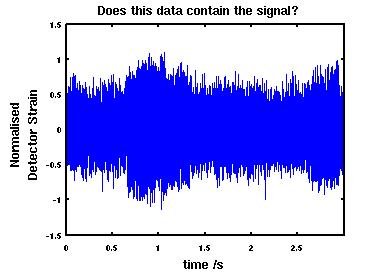 Does this data contain the signal?
1.5
1
0.5
0
-0.5
-1
-1.5
Normalised
Detector Strain
0 0.5 1 1.5 2 2.5
time /s